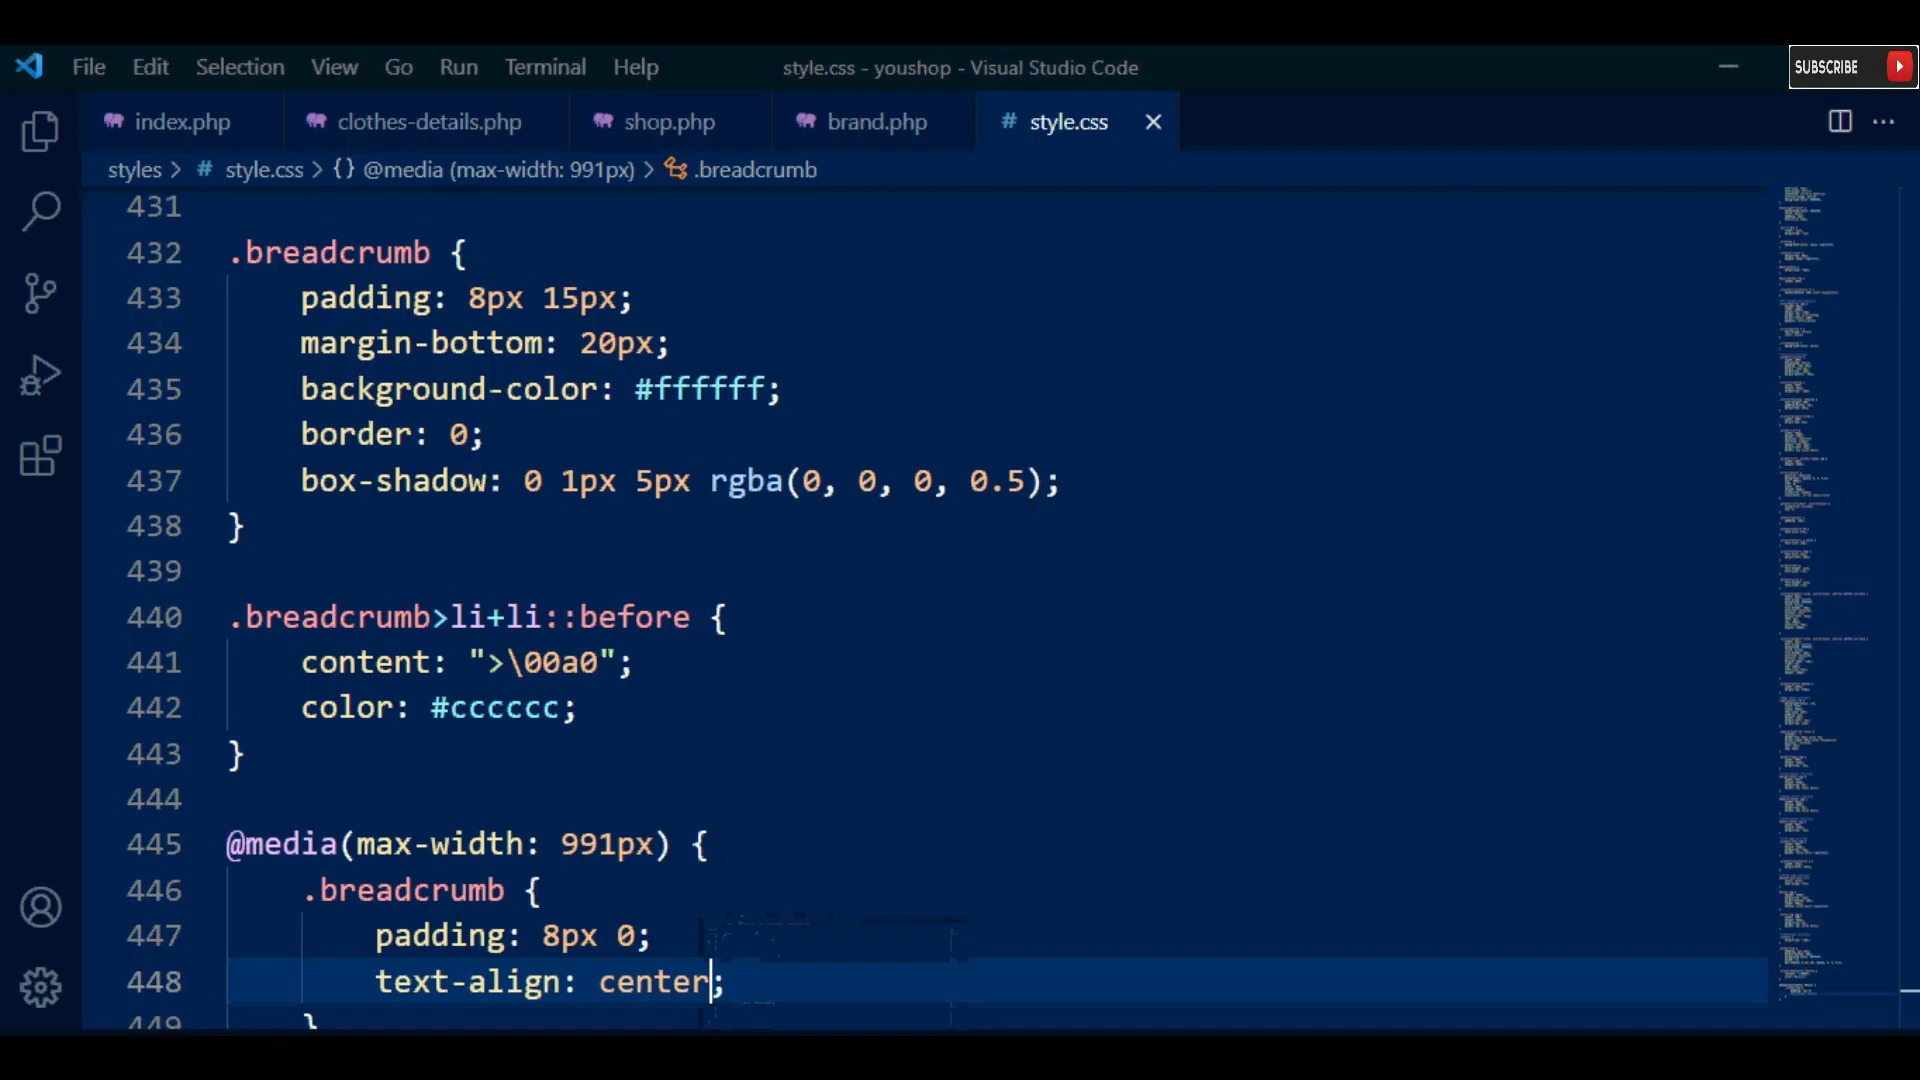 File Edit Selection View Go Run Terminal Help style.css - youshop - Visual Studio Code SUBSCRIBE
index.php clothes-details.php shop.php brand.php # style.css
styles > # style.css > {} @media (max-width: 991px) > .breadcrumb
431
432 .breadcrumb {
433 padding: 8px 15px;
434 margin-bottom: 20px;
435 background-color: #ffffff;
436 border: 0;
437 box-shadow: 0 1px 5px rgba(0, 0, 0, 0.5);
438 }
439
440 .breadcrumb>li+li::before {
441 content: ">\00a0";
442 color: #cccccc;
443 }
444
445 @media(max-width: 991px) {
446 .breadcrumb {
447 padding: 8px 0;
448 text-align: center;
449 }